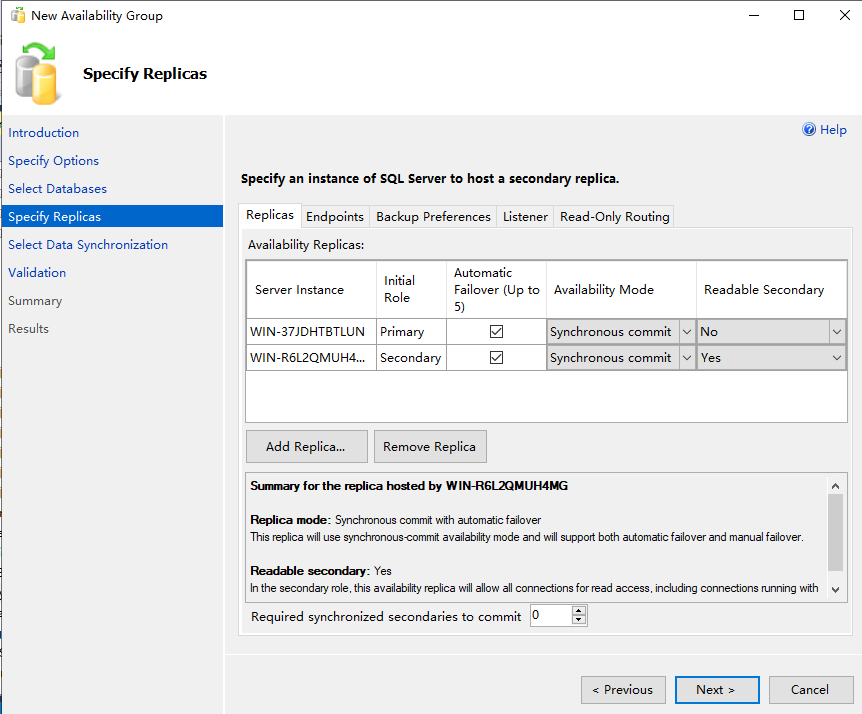 New Availability Group
Specify Replicas
Introduction
Specify Options
Select Databases
Specify Replicas
Select Data Synchronization
Validation
Summary
Results
Help
Specify an instance of SQL Server to host a secondary replica.
Replicas Endpoints Backup Preferences Listener Read-Only Routing
Availability Replicas:
Server Instance Initial Role Automatic Failover (Up to 5) Availability Mode Readable Secondary
WIN-37JDHTBTLUN Primary Synchronous commit No
WIN-R6L2QMUH4... Secondary Synchronous commit Yes
Add Replica... Remove Replica
Summary for the replica hosted by WIN-R6L2QMUH4MG
Replica mode: Synchronous commit with automatic failover
This replica will use synchronous-commit availability mode and will support both automatic failover and manual failover.
Readable secondary: Yes
In the secondary role, this availability replica will allow all connections for read access, including connections running with
Required synchronized secondaries to commit 0
< Previous Next > Cancel